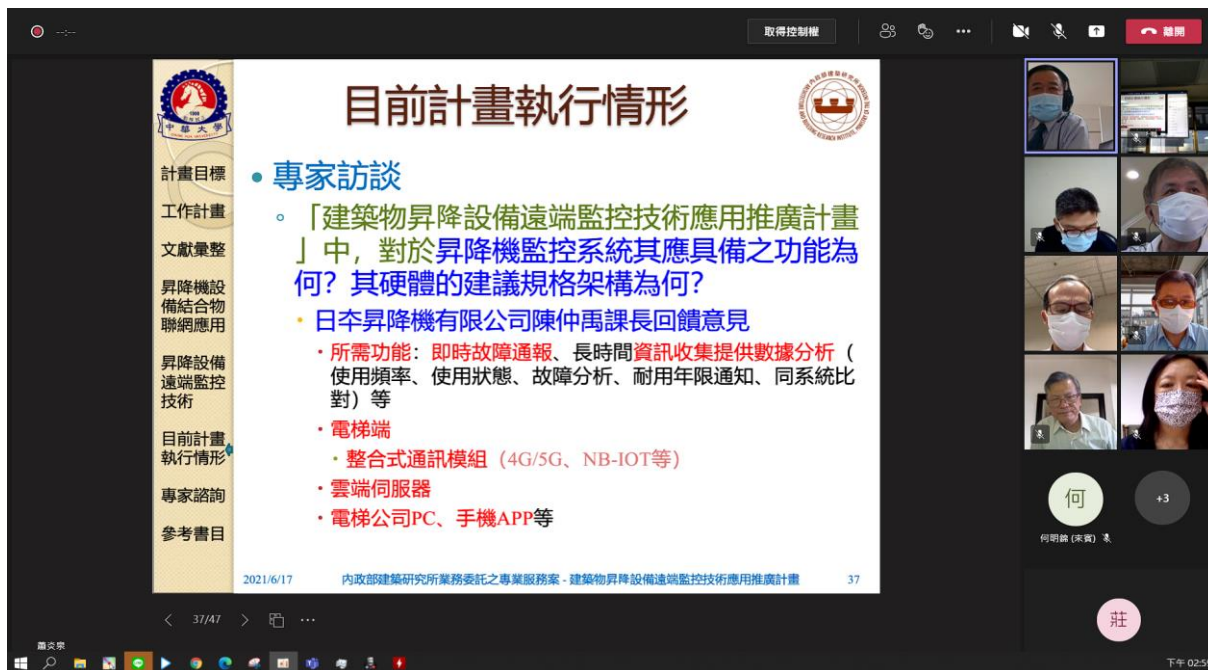 --:--
取得控制權
離開
中華大學
目前計畫執行情形
計畫目標
工作計畫
文獻彙整
昇降機設
備結合物
聯網應用
昇降設備
遠端監控
技術
目前計畫
執行情形
專家諮詢
參考書目
• 專家訪談
◦ 「建築物昇降設備遠端監控技術應用推廣計畫
」中，對於昇降機監控系統其應具備之功能為
何？其硬體的建議規格架構為何？
• 日夲昇降機有限公司陳仲禹課長回饋意見
• 所需功能：即時故障通報、長時間資訊收集提供數據分析（
使用頻率、使用狀態、故障分析、耐用年限通知、同系統比
對）等
• 電梯端
• 整合式通訊模組（4G/5G、NB-IOT等）
• 雲端伺服器
• 電梯公司PC、手機APP等
2021/6/17 內政部建築研究所業務委託之專業服務案 - 建築物昇降設備遠端監控技術應用推廣計畫 37
何
+3
何明錦 (來賓)
莊
37/47
蕭炎泉
下午 02:5